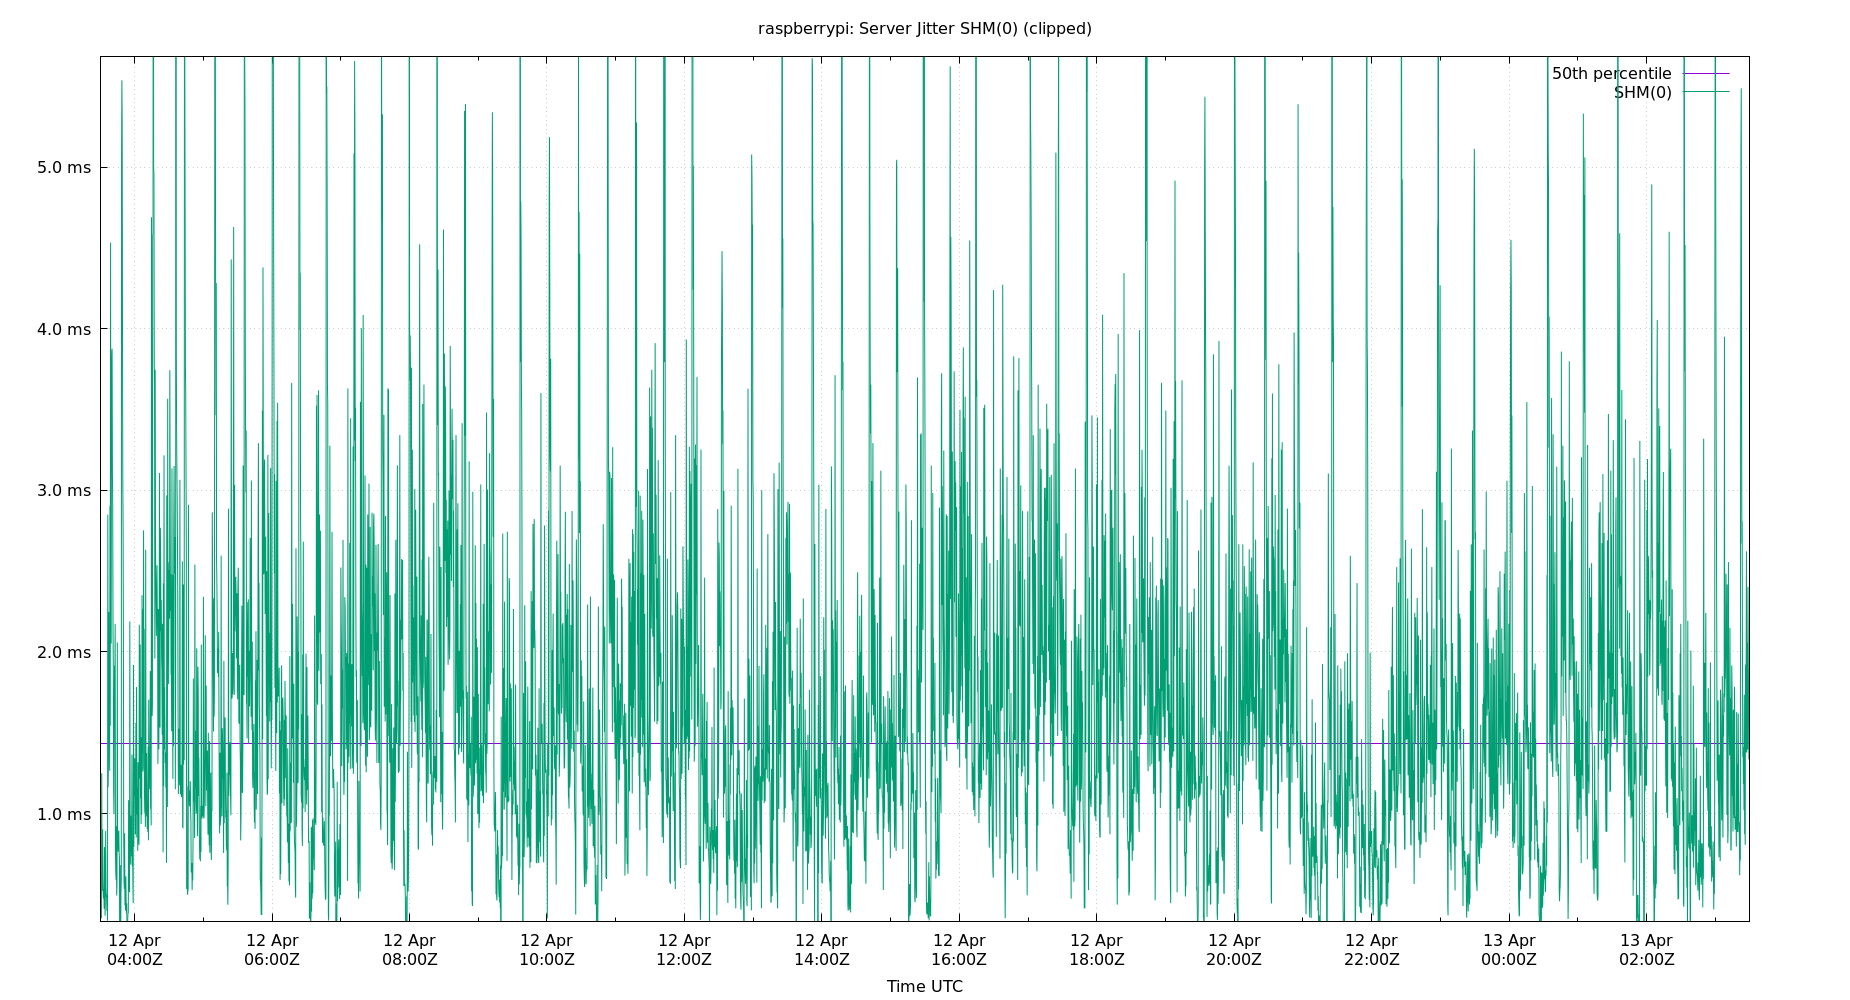 raspberrypi: Server Jitter SHM(0) (clipped)
50th percentile
SHM(0)
5.0 ms
4.0 ms
3.0 ms
2.0 ms
1.0 ms
12 Apr 12 Apr 12 Apr 12 Apr 12 Apr 12 Apr 12 Apr 12 Apr 12 Apr 12 Apr 13 Apr 13 Apr
04:00Z 06:00Z 08:00Z 10:00Z 12:00Z 14:00Z 16:00Z 18:00Z 20:00Z 22:00Z 00:00Z 02:00Z
Time UTC